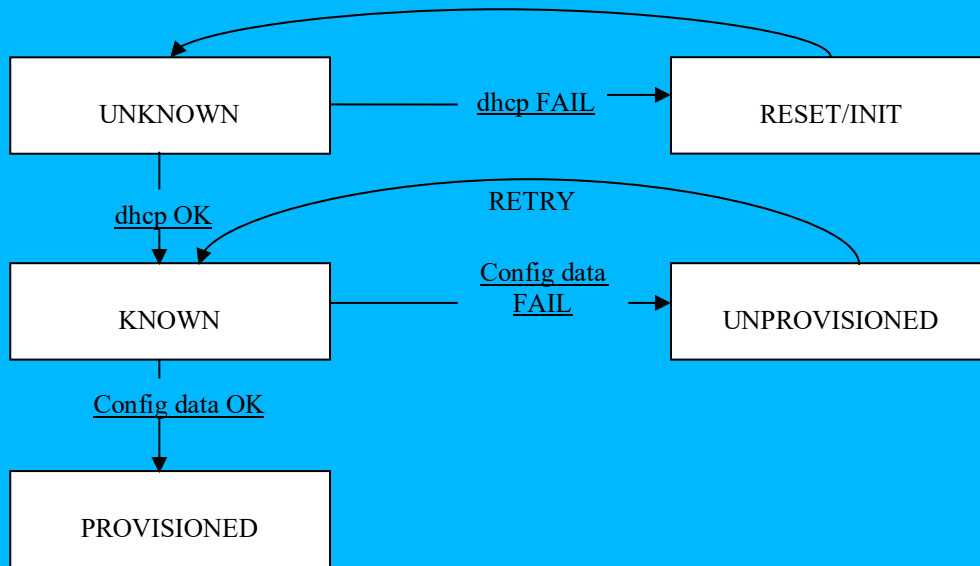 UNKNOWN
dhcp FAIL
RESET/INIT
dhcp OK
RETRY
KNOWN
Config data
FAIL
UNPROVISIONED
Config data OK
PROVISIONED